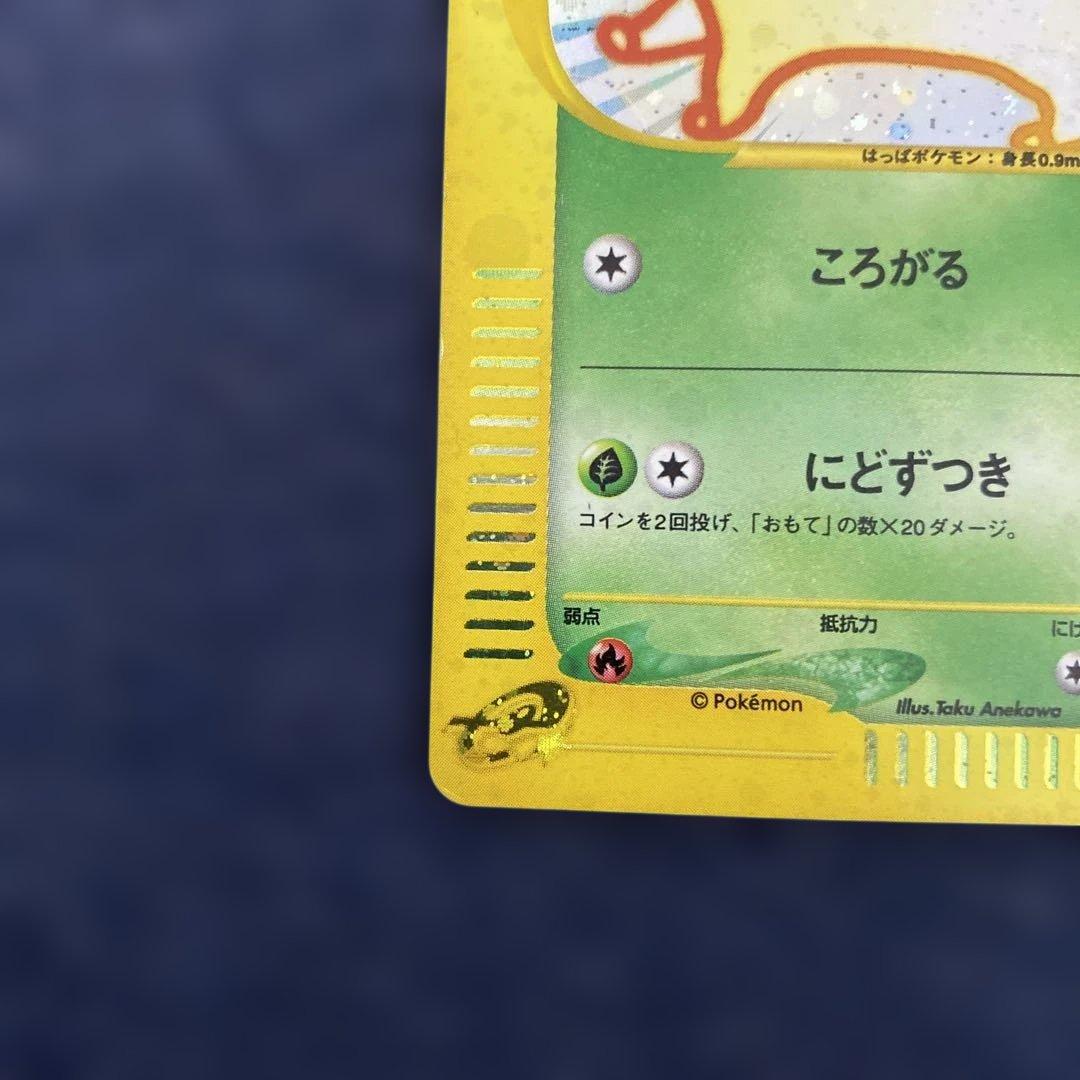 はっぱポケモン：身長0.9m
ころがる
にどずつき
コインを2回投げ、「おもて」の数×20ダメージ。
弱点
抵抗力
にげ
© Pokémon
Illus. Taku Anekawa